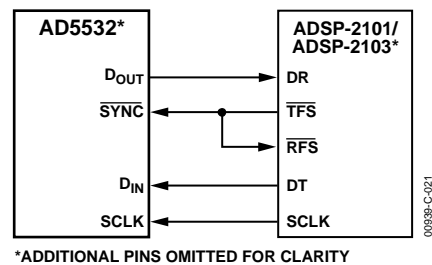 AD5532*
ADSP-2101/
ADSP-2103*
DOUT
DR
SYNC
TFS
RFS
DIN
DT
SCLK
SCLK
00939-C-021
*ADDITIONAL PINS OMITTED FOR CLARITY